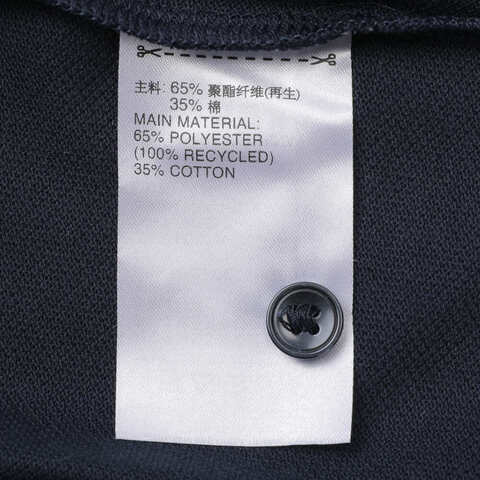 主料: 65% 聚酯纤维(再生)
35% 棉
MAIN MATERIAL:
65% POLYESTER
(100% RECYCLED)
35% COTTON